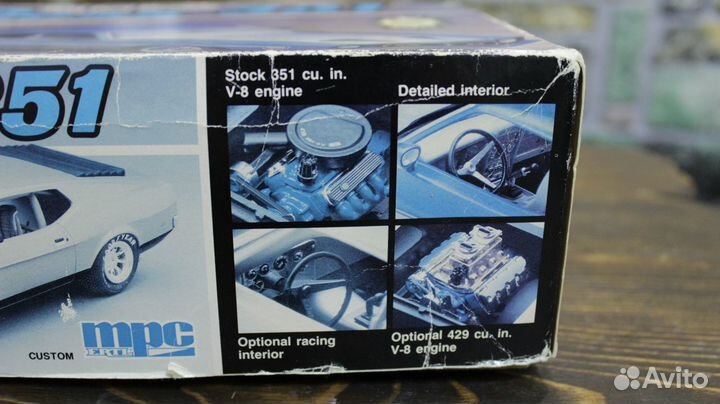 351
Stock 351 cu. in.
V-8 engine
Detailed interior
GOODYEAR
Optional racing
interior
Optional 429 cu. in.
V-8 engine
CUSTOM
mpc
ERTL
Avito